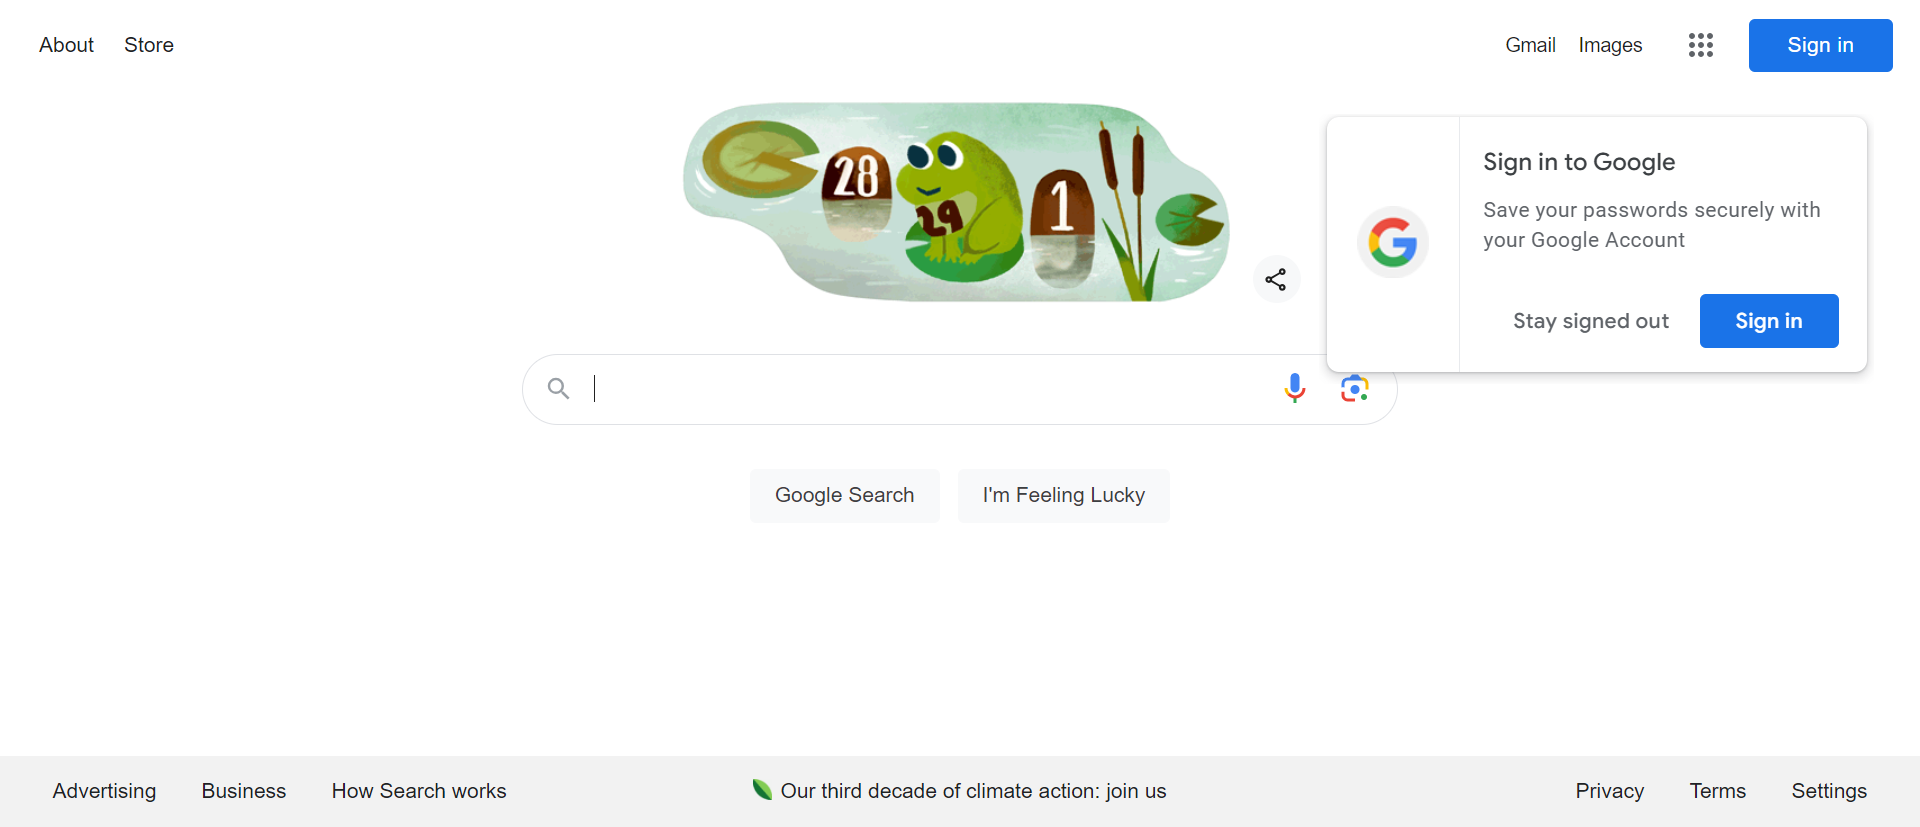 About Store
Gmail Images Sign in
28 29 1
Sign in to Google
Save your passwords securely with
your Google Account
Stay signed out Sign in
Google Search I'm Feeling Lucky
Advertising Business How Search works
Our third decade of climate action: join us
Privacy Terms Settings